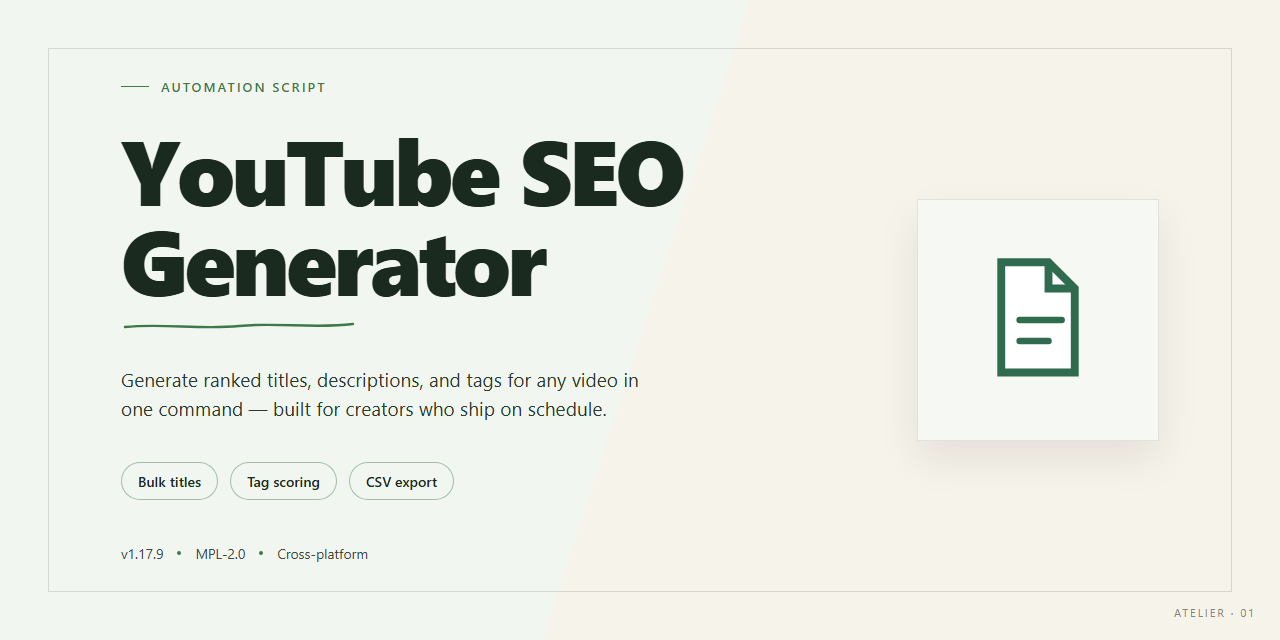 AUTOMATION SCRIPT
YouTube SEO
Generator
Generate ranked titles, descriptions, and tags for any video in
one command — built for creators who ship on schedule.
Bulk titles
Tag scoring
CSV export
v1.17.9 • MPL-2.0 • Cross-platform
ATELIER · 01